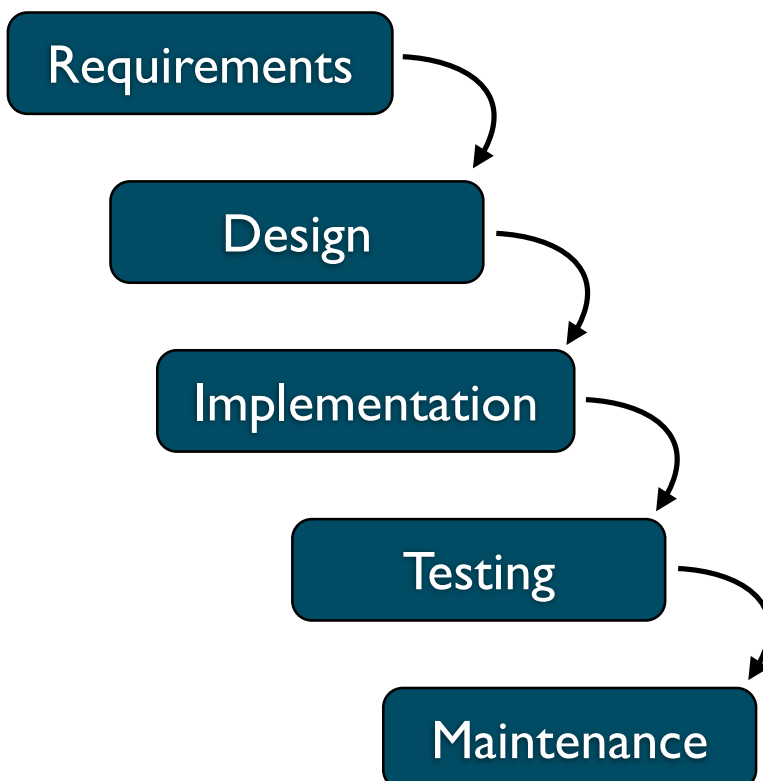 Requirements
Design
Implementation
Testing
Maintenance